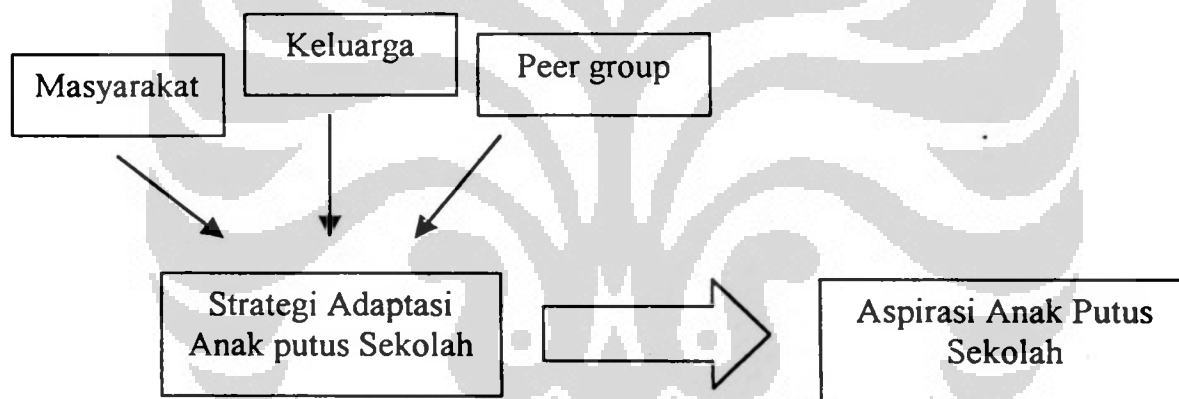 Masyarakat
Keluarga
Peer group
Strategi Adaptasi
Anak putus Sekolah
Aspirasi Anak Putus
Sekolah